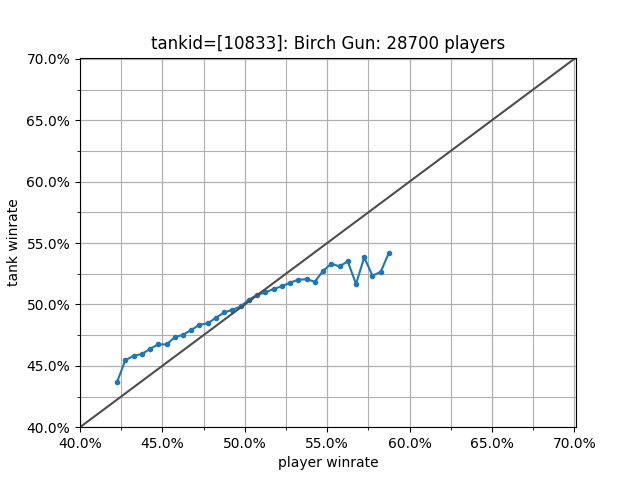 tankid=[10833]: Birch Gun: 28700 players
70.0%
65.0%
60.0%
55.0%
50.0%
45.0%
40.0%
tank winrate
40.0% 45.0% 50.0% 55.0% 60.0% 65.0% 70.0%
player winrate